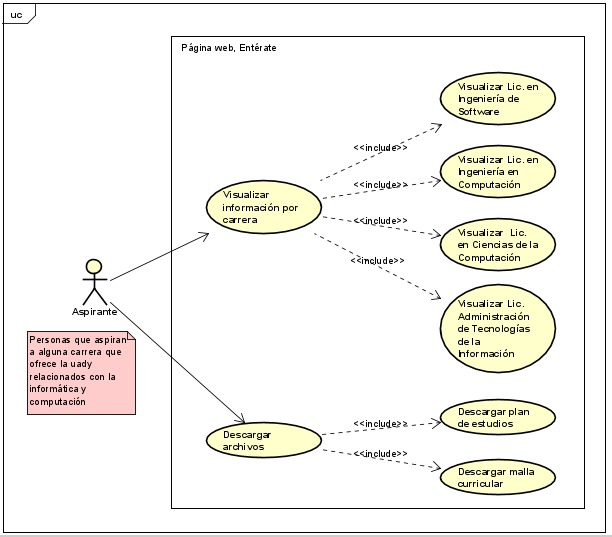 uc
Página web, Entérate
Visualizar Lic. en
Ingeniería de
Software
<<include>>
Visualizar Lic. en
Ingeniería en
Computación
<<include>>
Visualizar
información por
carrera
<<include>>
Visualizar Lic.
en Ciencias de la
Computación
<<include>>
Visualizar Lic.
Administración
de Tecnologías
de la
Información
Aspirante
Personas que aspiran
a alguna carrera que
ofrece la uady
relacionados con la
informática y
computación
<<include>>
Descargar plan
de estudios
Descargar
archivos
<<include>>
Descargar malla
curricular